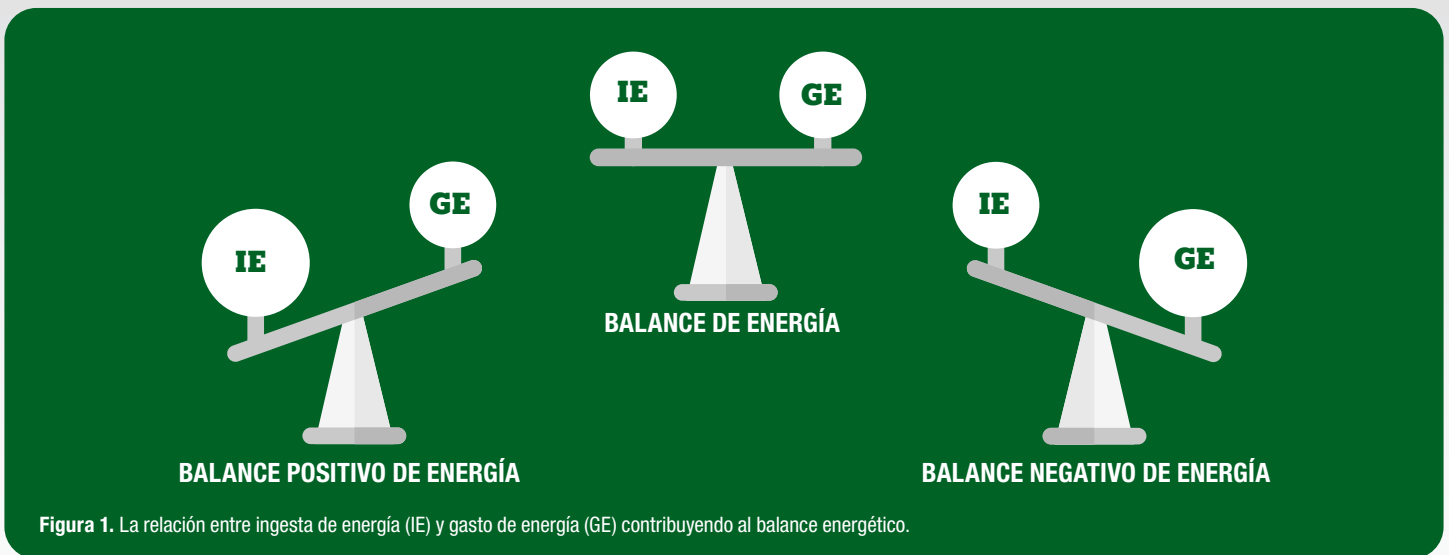 IE
GE
BALANCE DE ENERGÍA
IE
GE
BALANCE POSITIVO DE ENERGÍA
IE
GE
BALANCE NEGATIVO DE ENERGÍA
Figura 1. La relación entre ingesta de energía (IE) y gasto de energía (GE) contribuyendo al balance energético.